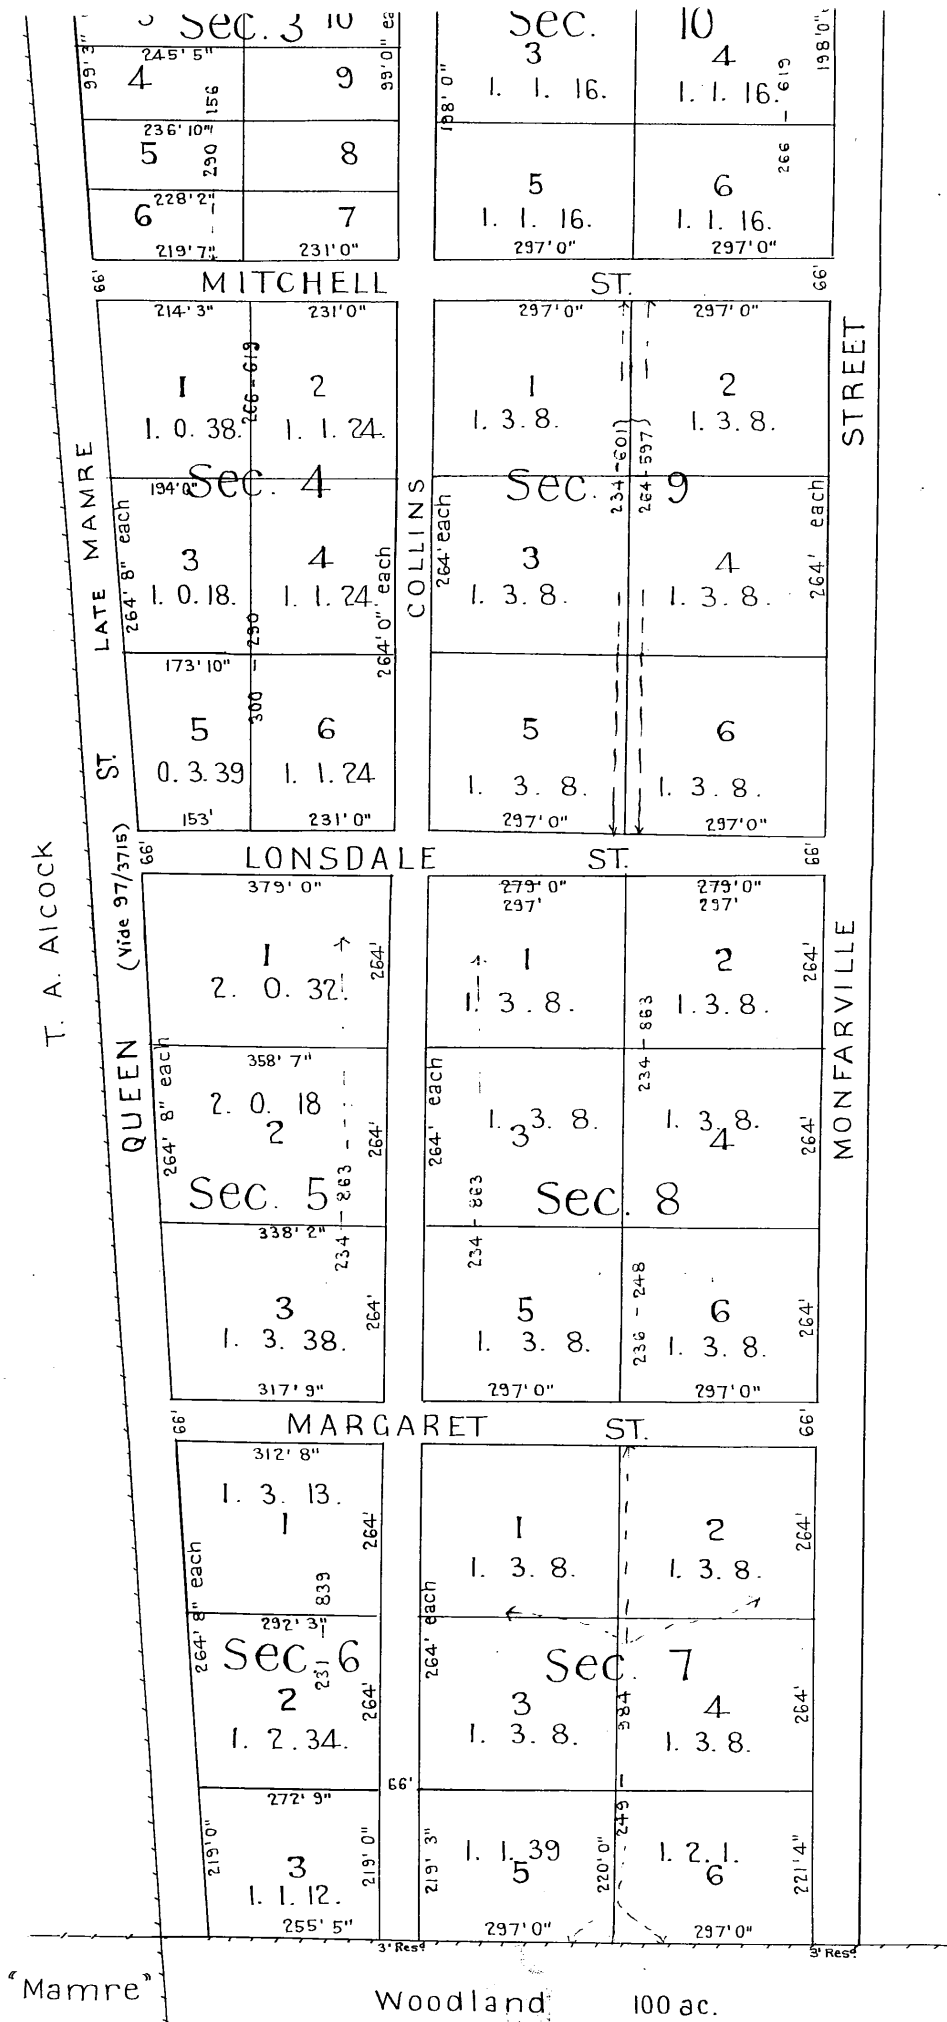 Sec. 3 10
99' 3"
99' 0" ea
245' 5"
4
9
156
236' 10"
5
290
8
228' 2"
6
7
219' 7"
231' 0"
Sec. 10
3
4
198' 0"
198' 0"
1. 1. 16.
1. 1. 16.
266 - 619
5
6
1. 1. 16.
1. 1. 16.
297' 0"
297' 0"
66'
MITCHELL ST.
66'
214' 3"
231' 0"
297' 0"
297' 0"
1
2
1. 0. 38.
1. 1. 24.
266 - 619
Sec. 4
194' 0"
264' 8" each
3
4
1. 0. 18.
1. 1. 24.
264' 0" each
300 - 290
173' 10"
5
6
0. 3. 39
1. 1. 24
153'
231' 0"
1
2
1. 3. 8.
1. 3. 8.
(234-601)
(264-597)
Sec. 9
264' each
264' each
3
4
1. 3. 8.
1. 3. 8.
5
6
1. 3. 8.
1. 3. 8.
297' 0"
297' 0"
LATE MAMRE ST.
COLLINS
STREET
66'
LONSDALE ST.
66'
T. A. Alcock
(Vide 97/3715)
QUEEN
MONFARVILLE
379' 0"
1
2. 0. 32.
264'
358' 7"
2. 0. 18
2
264' 8" each
264'
Sec. 5
234 - 263
338' 2"
3
1. 3. 38.
264'
317' 9"
279' 0"
297'
279' 0"
297'
1
2
264'
1. 3. 8.
1. 3. 8.
234 - 863
264' each
1. 3. 8.
3
1. 3. 8.
4
264'
Sec. 8
234 - 863
5
6
1. 3. 8.
1. 3. 8.
236 - 248
264'
297' 0"
297' 0"
66'
MARGARET ST.
66'
312' 8"
1. 3. 13.
1
264'
264' 8" each
231 - 839
292' 3"
Sec. 6
2
1. 2. 34.
264'
272' 9"
219' 0"
3
1. 1. 12.
219' 0"
255' 5"
66'
1
2
1. 3. 8.
1. 3. 8.
264'
264' each
Sec. 7
3
4
1. 3. 8.
1. 3. 8.
264'
249 - 984
219' 3"
1. 1. 39
5
220' 0"
1. 2. 1.
6
221' 4"
297' 0"
297' 0"
3' Resd
3' Resd
"Mamre"
Woodland 100 ac.